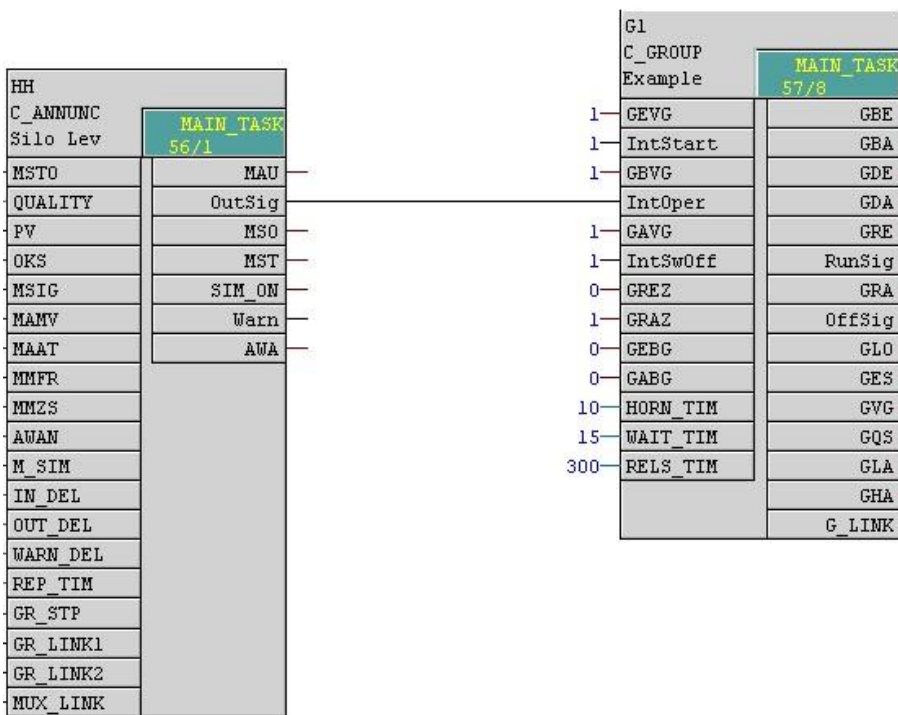 HH
C_ANNUNC
Silo Lev
MAIN_TASK
56/1
MSTO
MAU
QUALITY
OutSig
PV
MSO
OKS
MST
MSIG
SIM_ON
MAMV
Warn
MAAT
AWA
MMFR
MMZS
AWAN
M_SIM
IN_DEL
OUT_DEL
WARN_DEL
REP_TIM
GR_STP
GR_LINK1
GR_LINK2
MUX_LINK
G1
C_GROUP
Example
MAIN_TASK
57/8
1 GEVG
GBE
1 IntStart
GBA
1 GBVG
GDE
IntOper
GDA
1 GAVG
GRE
1 IntSwOff
RunSig
0 GREZ
GRA
1 GRAZ
OffSig
0 GEBG
GLO
0 GABG
GES
10 HORN_TIM
GVG
15 WAIT_TIM
GQS
300 RELS_TIM
GLA
GHA
G_LINK